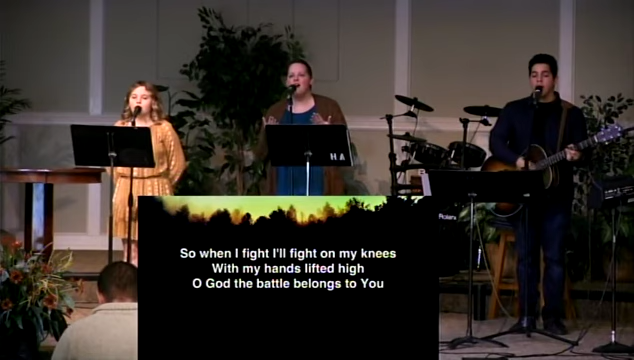 H A
Roland
So when I fight I'll fight on my knees
With my hands lifted high
O God the battle belongs to You